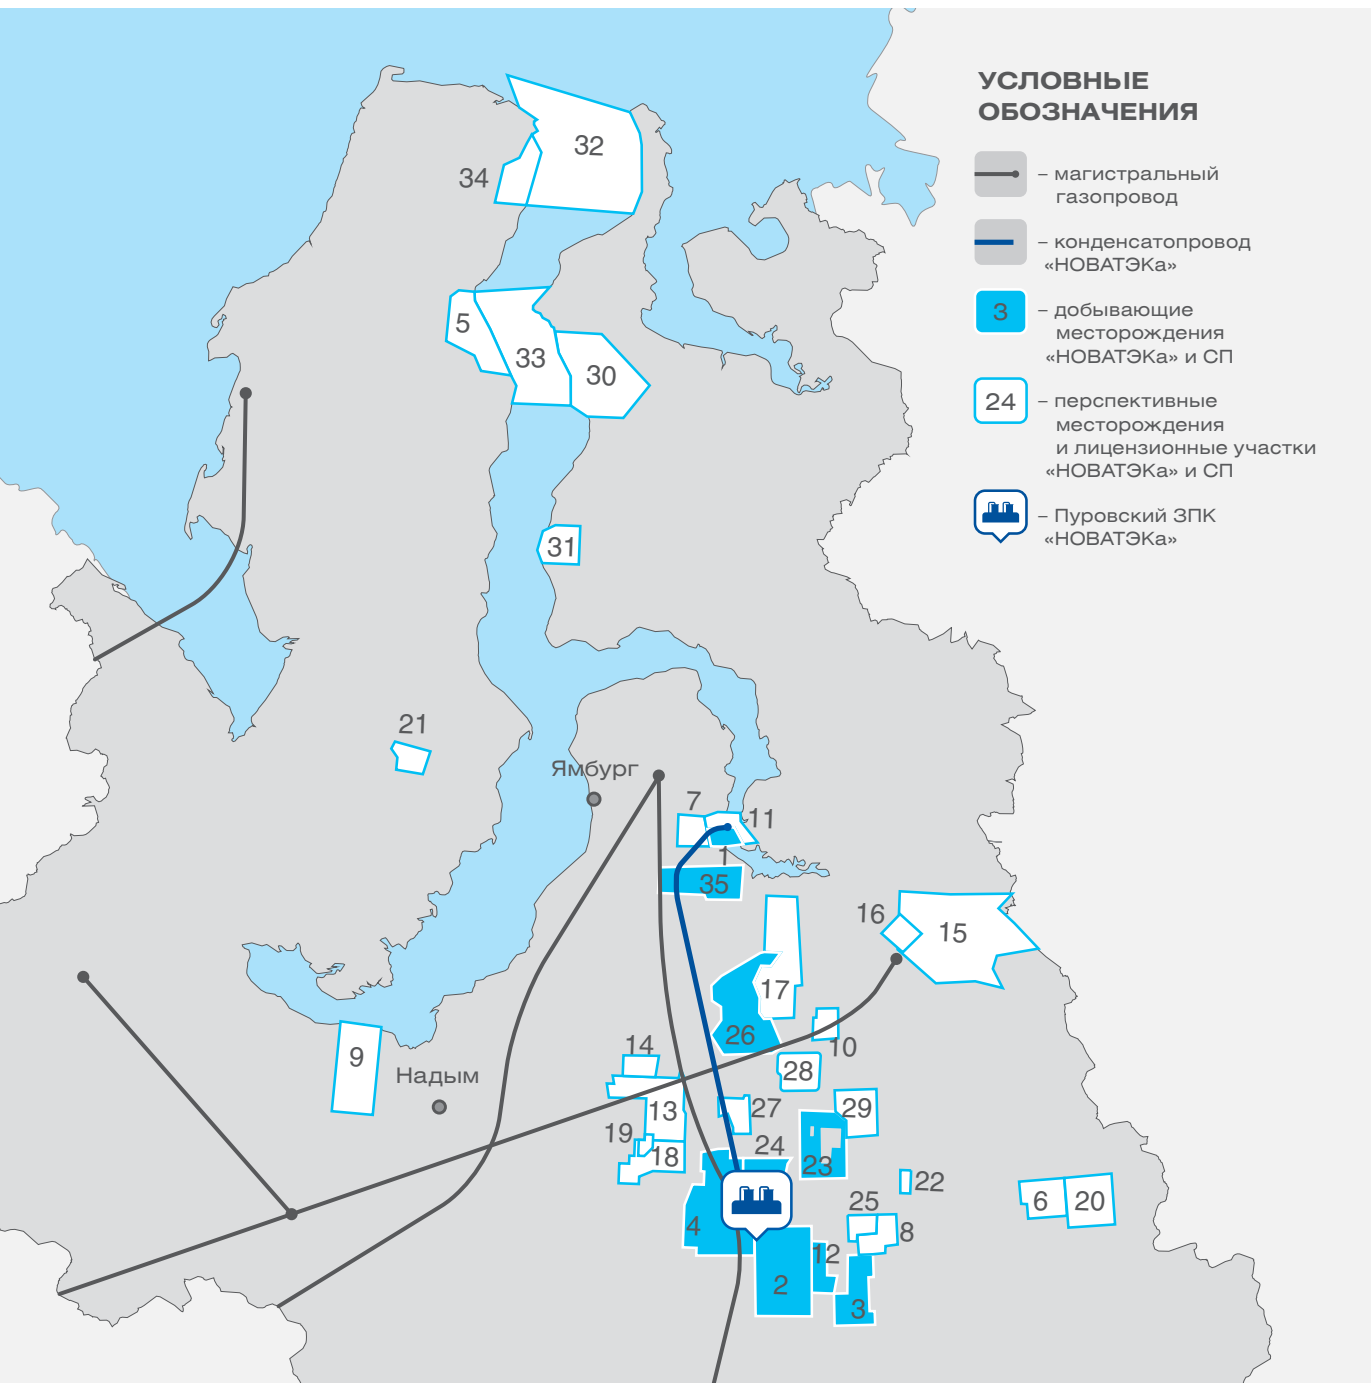 УСЛОВНЫЕ
ОБОЗНАЧЕНИЯ
– магистральный
газопровод
– конденсатопровод
«НОВАТЭКа»
3
– добывающие
месторождения
«НОВАТЭКа» и СП
24
– перспективные
месторождения
и лицензионные участки
«НОВАТЭКа» и СП
– Пуровский ЗПК
«НОВАТЭКа»
32
34
5
33
30
31
21
Ямбург
7
11
1
35
16
15
17
26
10
14
9
28
Надым
13
27
29
19
18
24
23
22
6
20
25
8
4
12
2
3